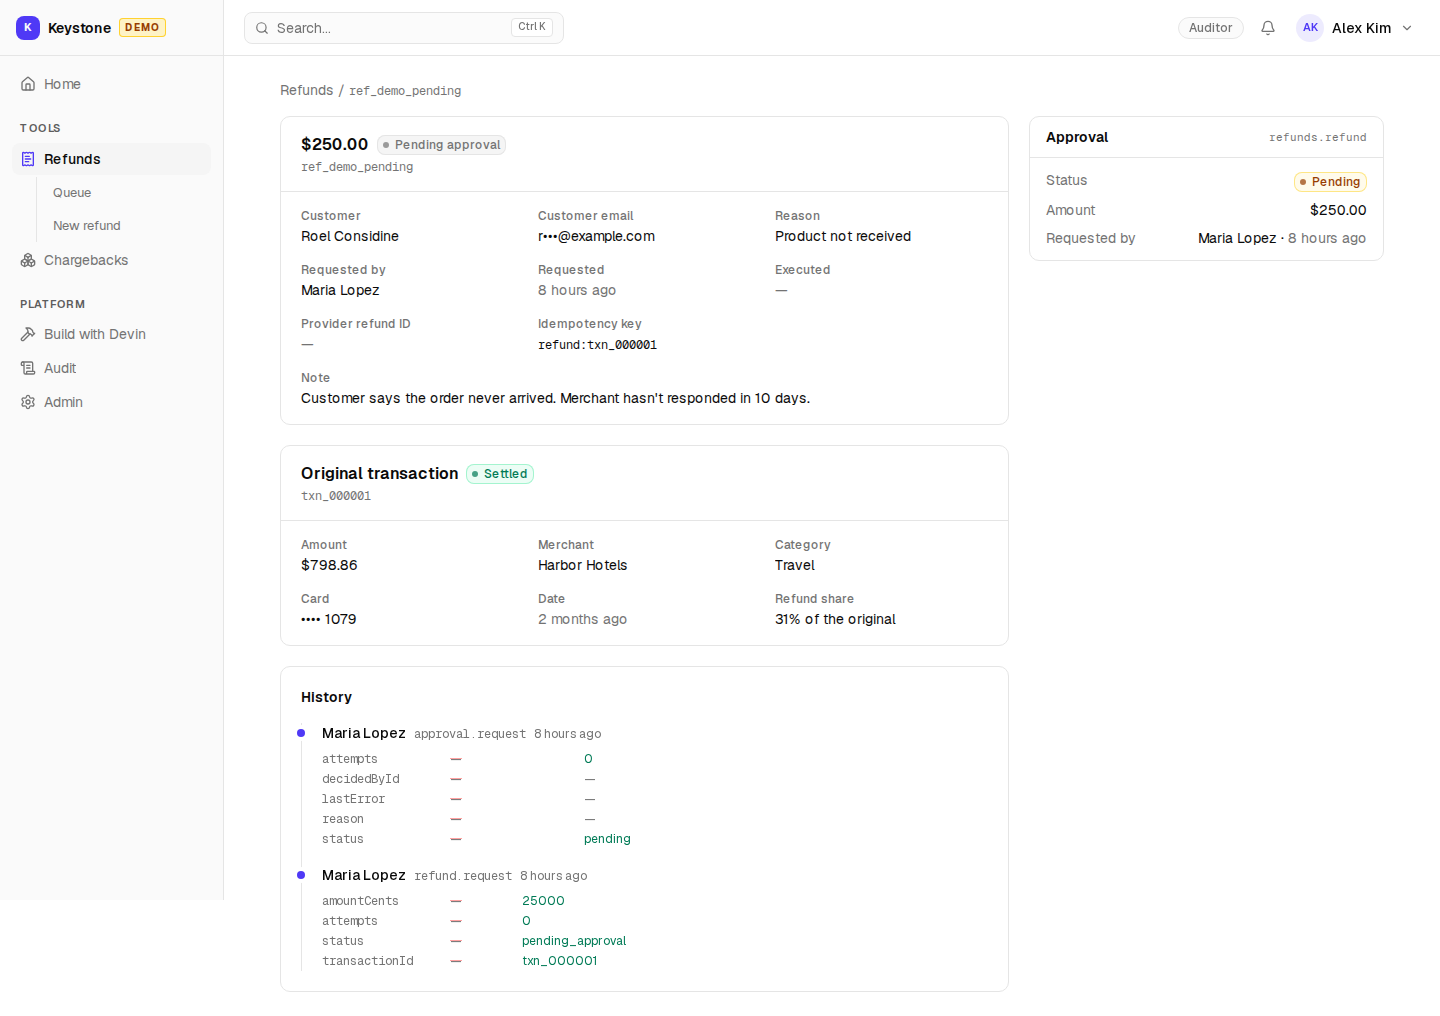 K Keystone DEMO
Search... Ctrl K
Auditor
AK Alex Kim
Home
TOOLS
Refunds
Queue
New refund
Chargebacks
PLATFORM
Build with Devin
Audit
Admin
Refunds / ref_demo_pending
$250.00 Pending approval
ref_demo_pending
Customer Customer email Reason
Roel Considine r•••@example.com Product not received
Requested by Requested Executed
Maria Lopez 8 hours ago —
Provider refund ID Idempotency key
— refund:txn_000001
Note
Customer says the order never arrived. Merchant hasn't responded in 10 days.
Original transaction Settled
txn_000001
Amount Merchant Category
$798.86 Harbor Hotels Travel
Card Date Refund share
•••• 1079 2 months ago 31% of the original
History
Maria Lopez approval.request 8 hours ago
attempts — 0
decidedById — —
lastError — —
reason — —
status — pending
Maria Lopez refund.request 8 hours ago
amountCents — 25000
attempts — 0
status — pending_approval
transactionId — txn_000001
Approval refunds.refund
Status Pending
Amount $250.00
Requested by Maria Lopez · 8 hours ago